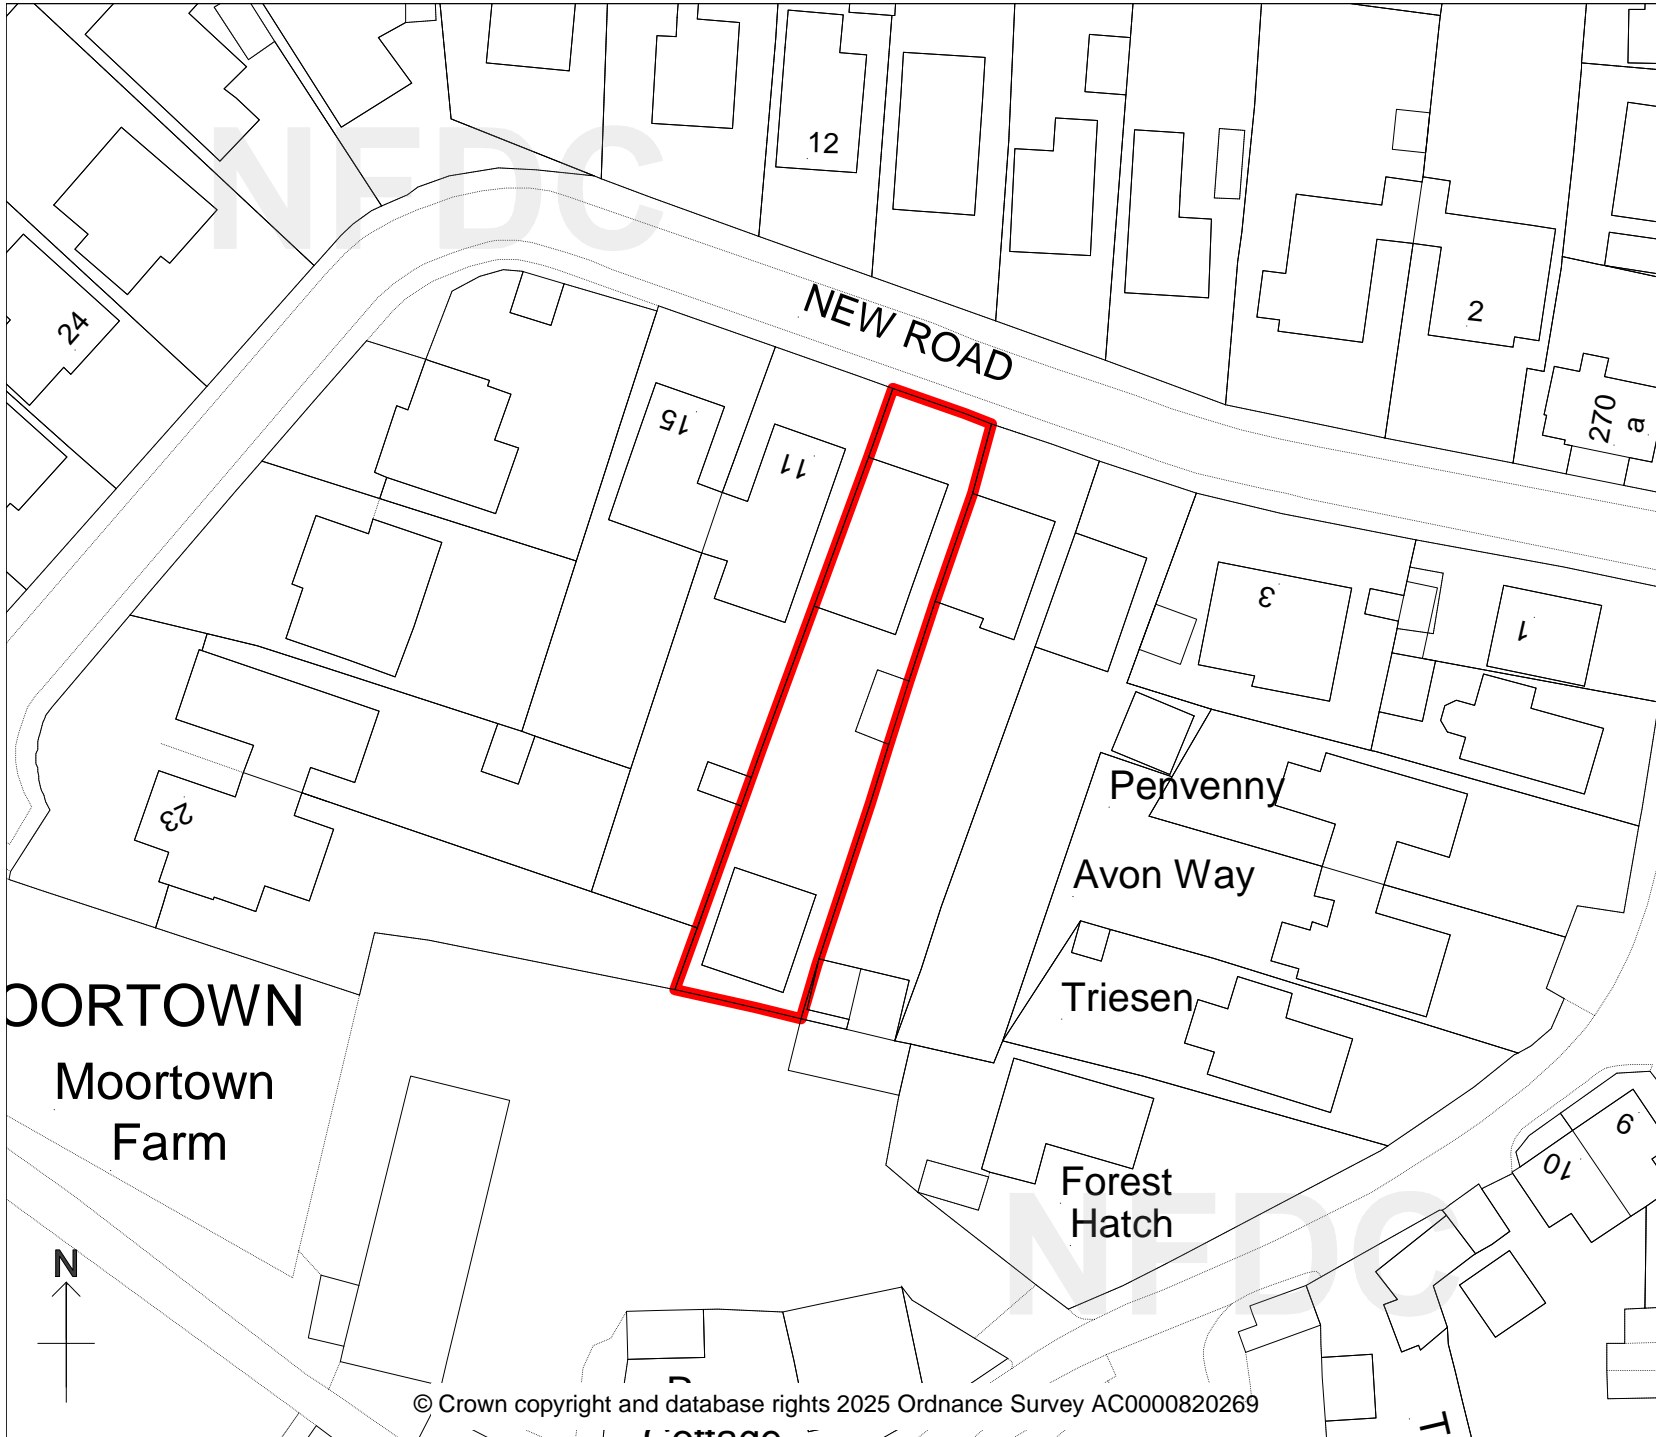 NFDC
12
NEW ROAD
2
24
270
a
15
11
3
1
Penvenny
23
Avon Way
OORTOWN
Triesen
Moortown
Farm
9
10
Forest
Hatch
NFDC
N
© Crown copyright and database rights 2025 Ordnance Survey AC0000820269
T